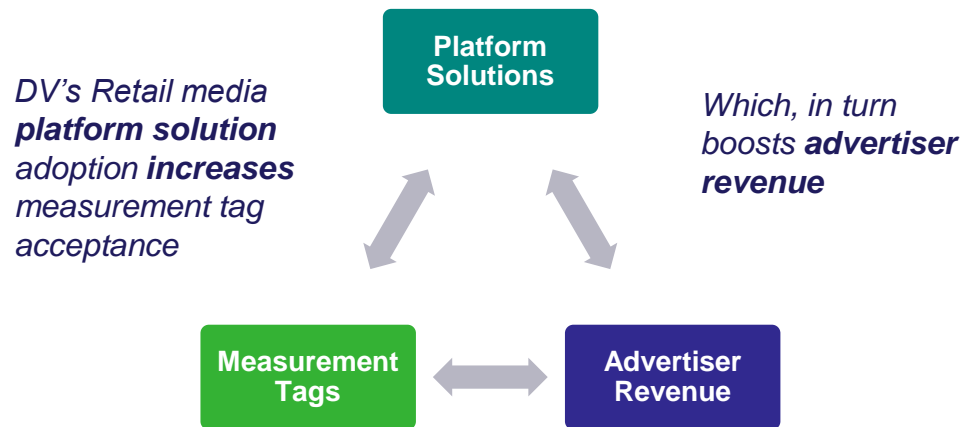 Platform
Solutions
DV’s Retail media
platform solution
adoption increases
measurement tag
acceptance
Which, in turn
boosts advertiser
revenue
Measurement
Tags
Advertiser
Revenue